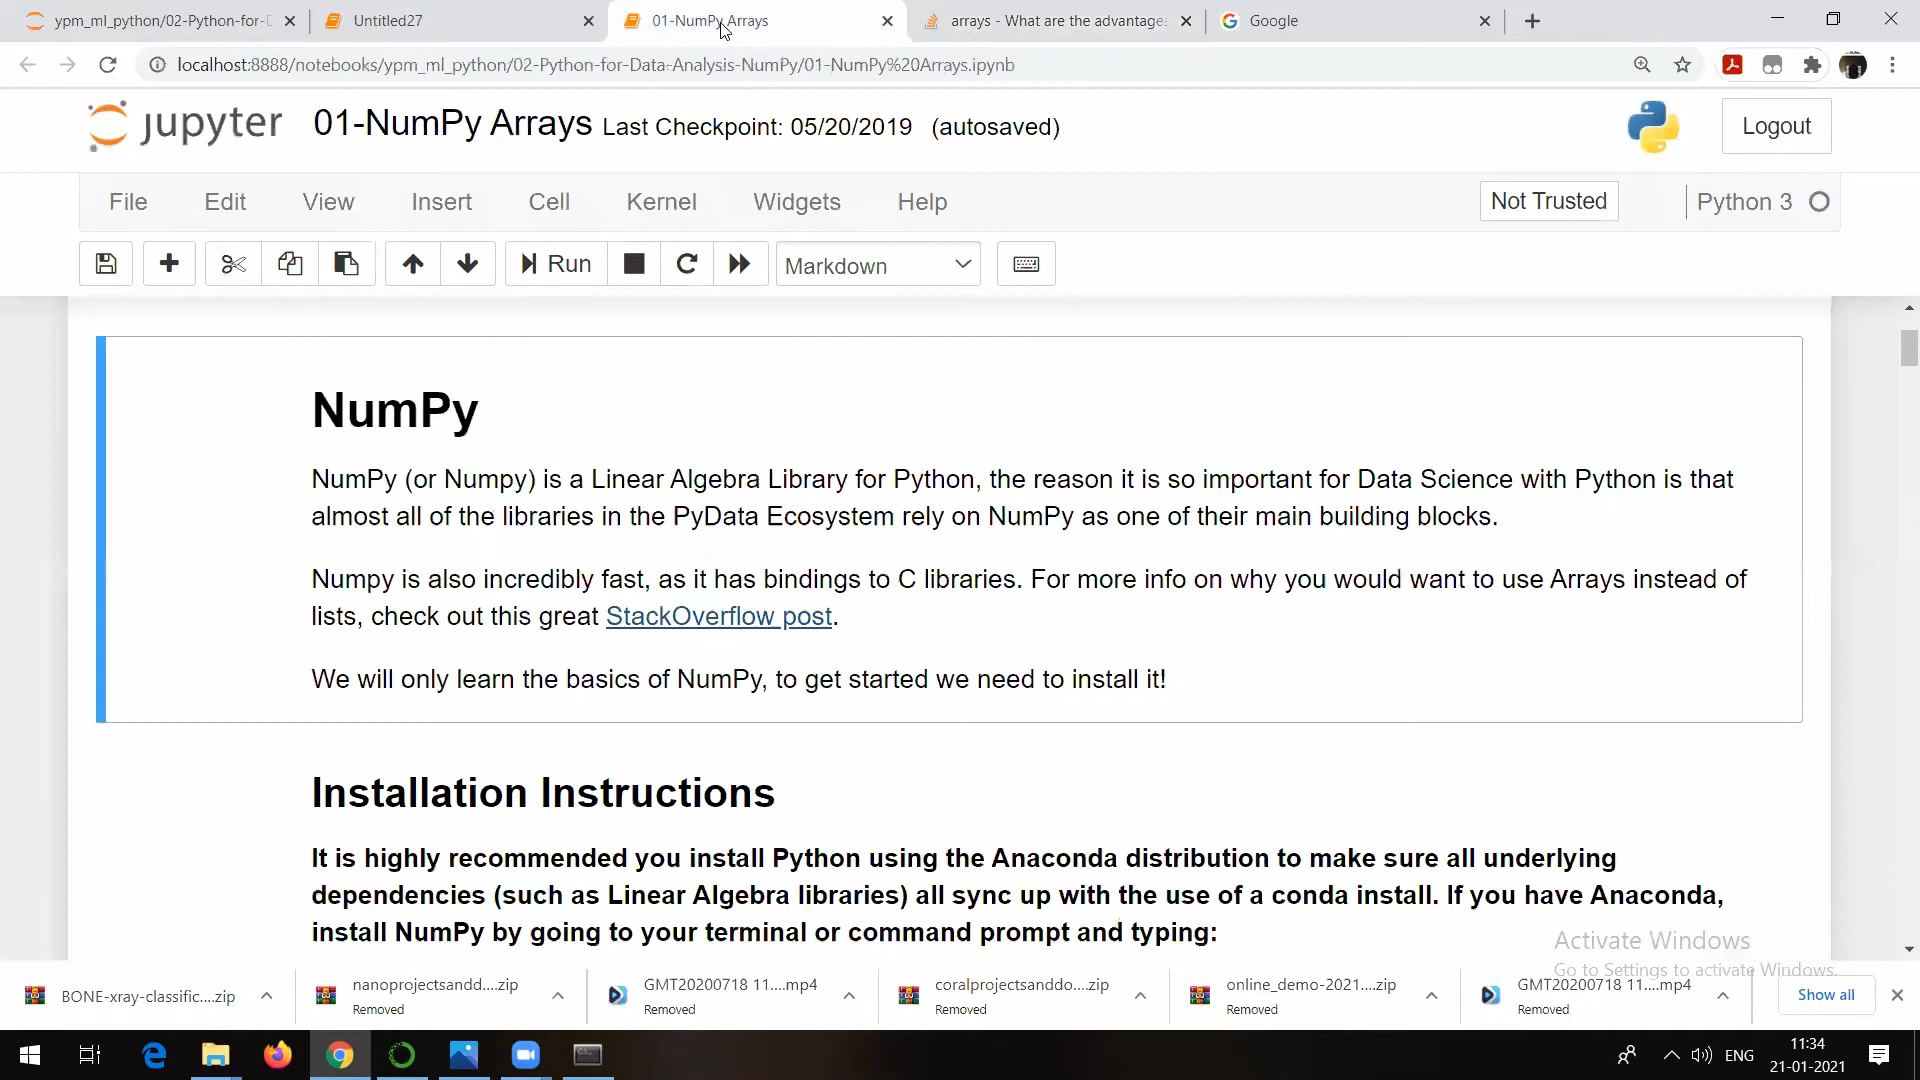 ypm_ml_python/02-Python-for-D
Untitled27
01-NumPy Arrays
arrays - What are the advantage
Google
localhost:8888/notebooks/ypm_ml_python/02-Python-for-Data-Analysis-NumPy/01-NumPy%20Arrays.ipynb
jupyter 01-NumPy Arrays Last Checkpoint: 05/20/2019 (autosaved)
Logout
File Edit View Insert Cell Kernel Widgets Help
Not Trusted
Python 3
Run
Markdown
NumPy
NumPy (or Numpy) is a Linear Algebra Library for Python, the reason it is so important for Data Science with Python is that
almost all of the libraries in the PyData Ecosystem rely on NumPy as one of their main building blocks.
Numpy is also incredibly fast, as it has bindings to C libraries. For more info on why you would want to use Arrays instead of
lists, check out this great StackOverflow post.
We will only learn the basics of NumPy, to get started we need to install it!
Installation Instructions
It is highly recommended you install Python using the Anaconda distribution to make sure all underlying
dependencies (such as Linear Algebra libraries) all sync up with the use of a conda install. If you have Anaconda,
install NumPy by going to your terminal or command prompt and typing:
Activate Windows
Go to Settings to activate Windows.
BONE-xray-classific....zip
nanoprojectsandd....zip
Removed
GMT20200718 11....mp4
Removed
coralprojectsanddo....zip
Removed
online_demo-2021....zip
Removed
GMT20200718 11....mp4
Removed
Show all
ENG
11:34
21-01-2021